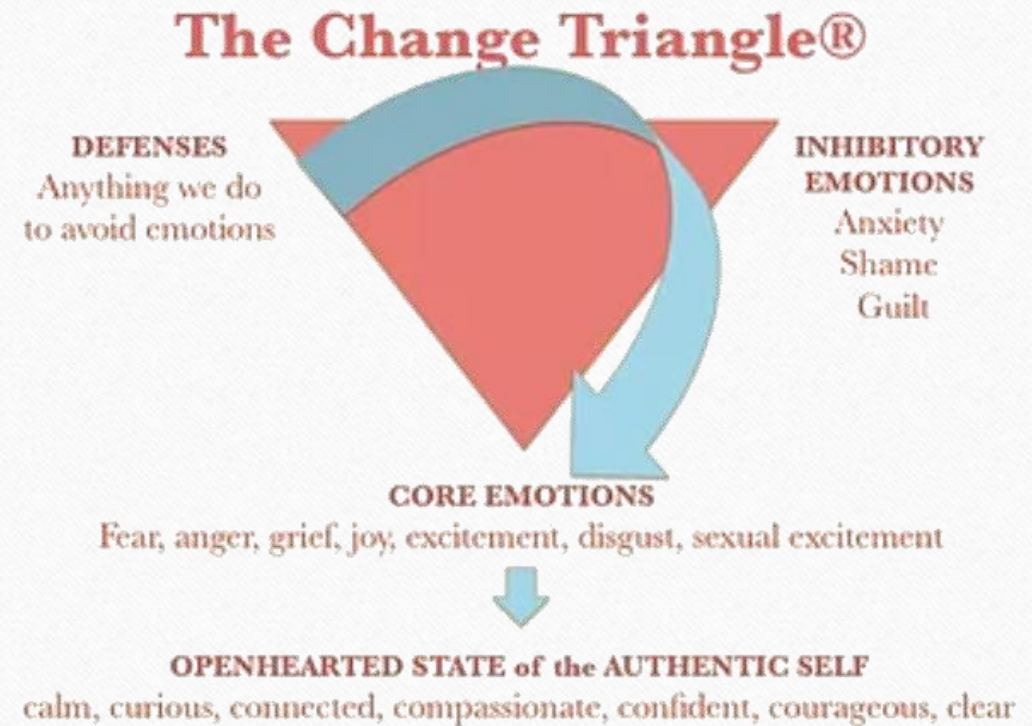 The Change Triangle®
DEFENSES
Anything we do
to avoid emotions
INHIBITORY
EMOTIONS
Anxiety
Shame
Guilt
CORE EMOTIONS
Fear, anger, grief, joy, excitement, disgust, sexual excitement
OPENHEARTED STATE of the AUTHENTIC SELF
calm, curious, connected, compassionate, confident, courageous, clear